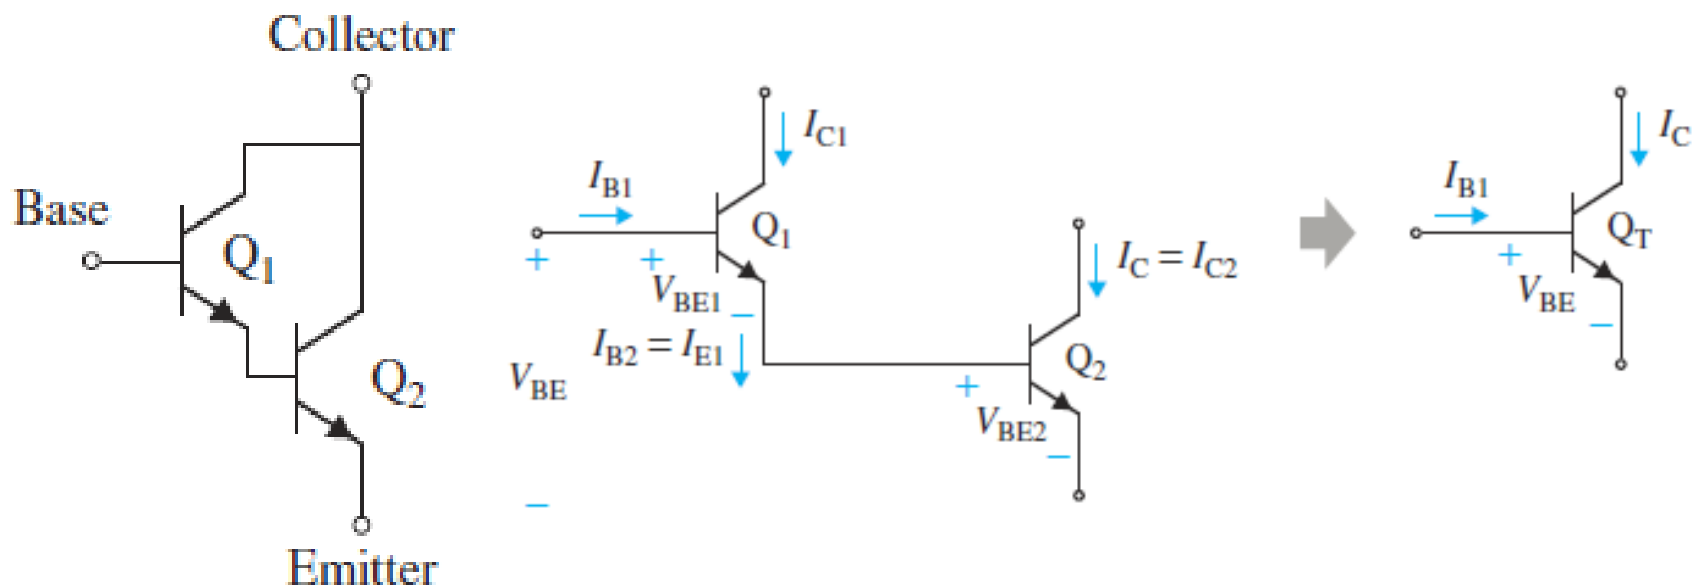 Collector
Base
Q1
Q2
Emitter
IC1
IB1
Q1
+
+
VBE1
−
IB2 = IE1
VBE
−
IC = IC2
Q2
+
VBE2
−
IC
IB1
QT
+
VBE
−